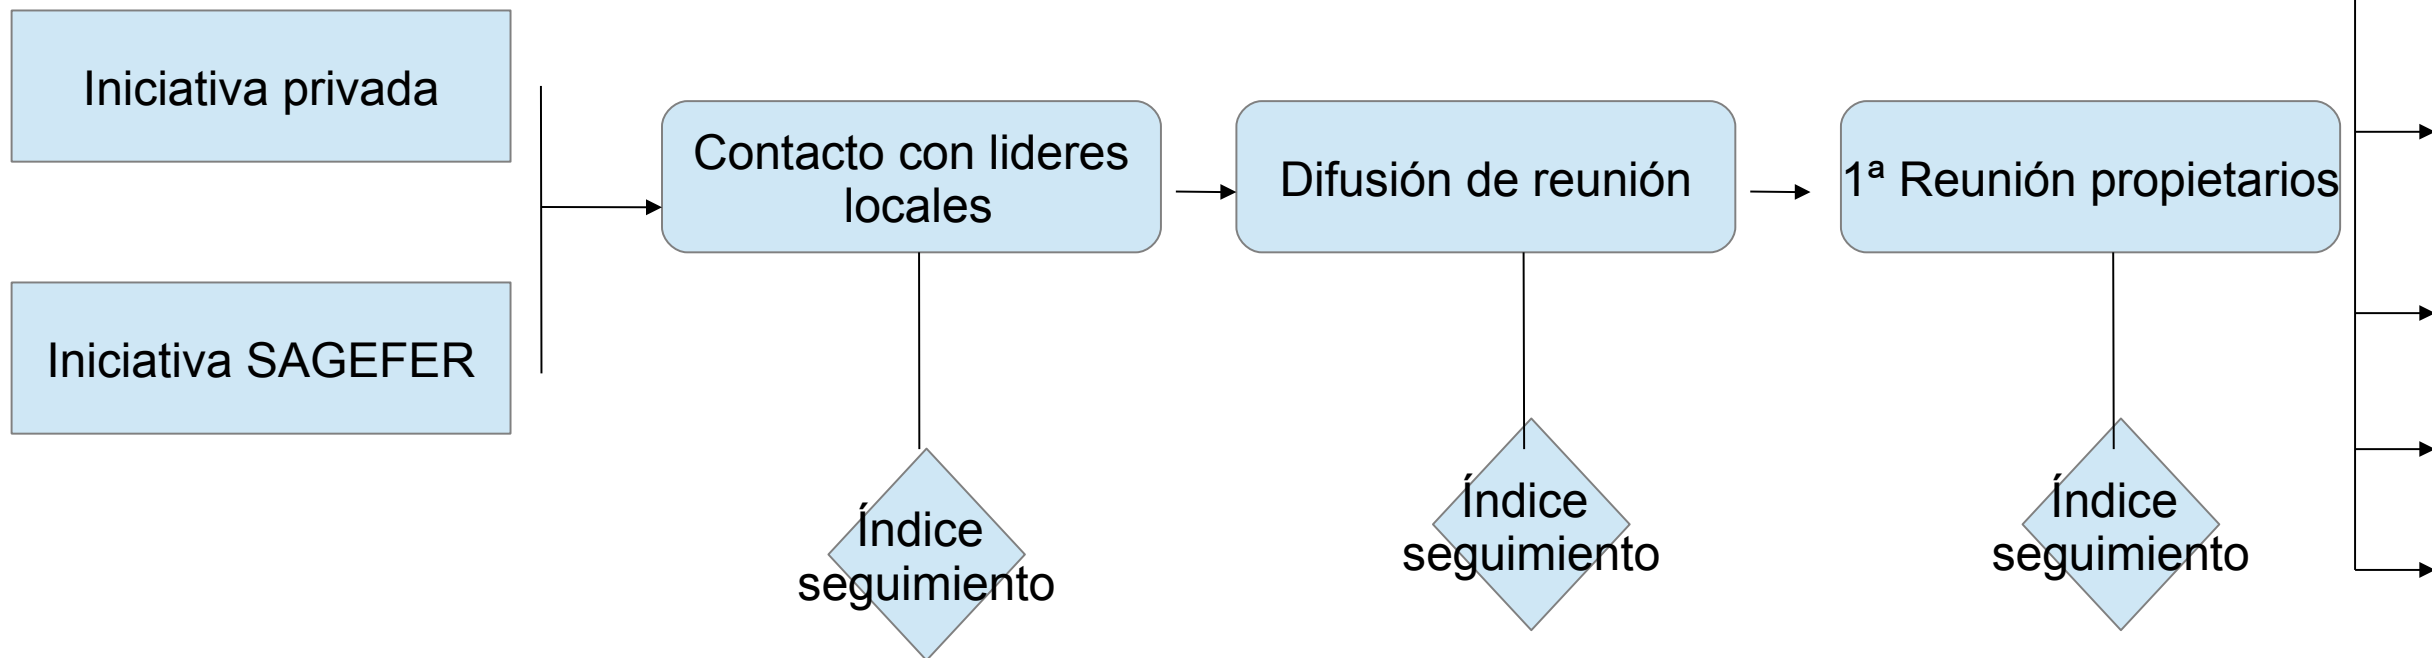 Iniciativa privada
Contacto con lideres
locales
Difusión de reunión
1ª Reunión propietarios
Iniciativa SAGEFER
Índice
seguimiento
Índice
seguimiento
Índice
seguimiento